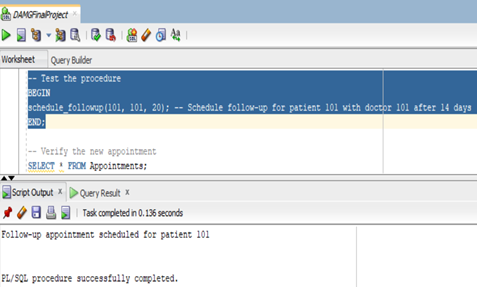 DAMGFinalProject
Worksheet Query Builder
-- Test the procedure
BEGIN
schedule_followup(101, 101, 20); -- Schedule follow-up for patient 101 with doctor 101 after 14 days
END;
-- Verify the new appointment
SELECT * FROM Appointments;
Script Output x Query Result x
Task completed in 0.136 seconds
Follow-up appointment scheduled for patient 101
PL/SQL procedure successfully completed.